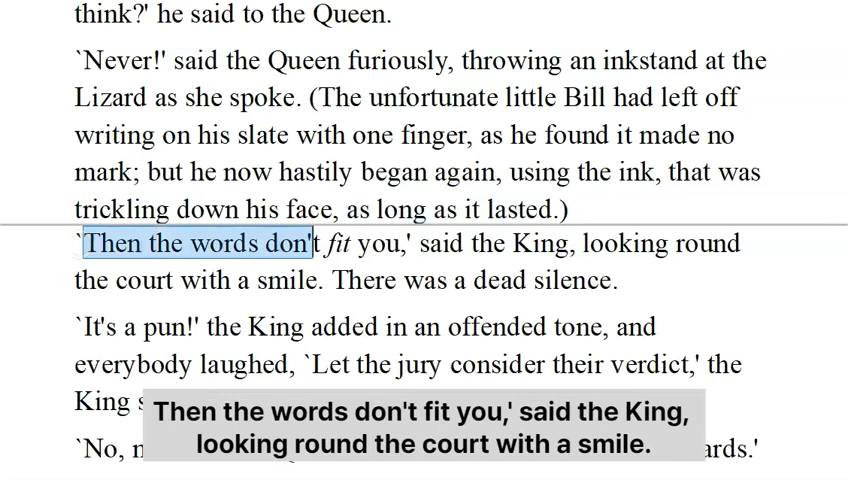 think?' he said to the Queen.
`Never!' said the Queen furiously, throwing an inkstand at the
Lizard as she spoke. (The unfortunate little Bill had left off
writing on his slate with one finger, as he found it made no
mark; but he now hastily began again, using the ink, that was
trickling down his face, as long as it lasted.)
`Then the words don't fit you,' said the King, looking round
the court with a smile. There was a dead silence.
`It's a pun!' the King added in an offended tone, and
everybody laughed, `Let the jury consider their verdict,' the
King
Then the words don't fit you,' said the King,
looking round the court with a smile.
`No,